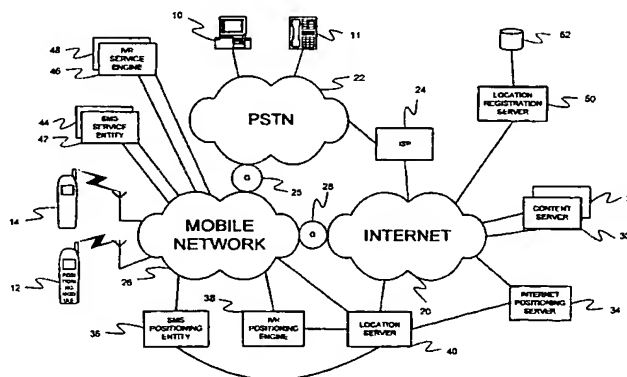 10
11
48
46
IVR
SERVICE
ENGINE
44
42
SMS
SERVICE
ENTITY
14
12
22
PSTN
24
ISP
52
50
LOCATION
REGISTRATION
SERVER
25
28
G
G
MOBILE
NETWORK
INTERNET
CONTENT
SERVER
26
20
36
SMS
POSITIONING
ENTITY
38
IVR
POSITIONING
ENGINE
LOCATION
SERVER
40
INTERNET
POSITIONING
SERVER
34